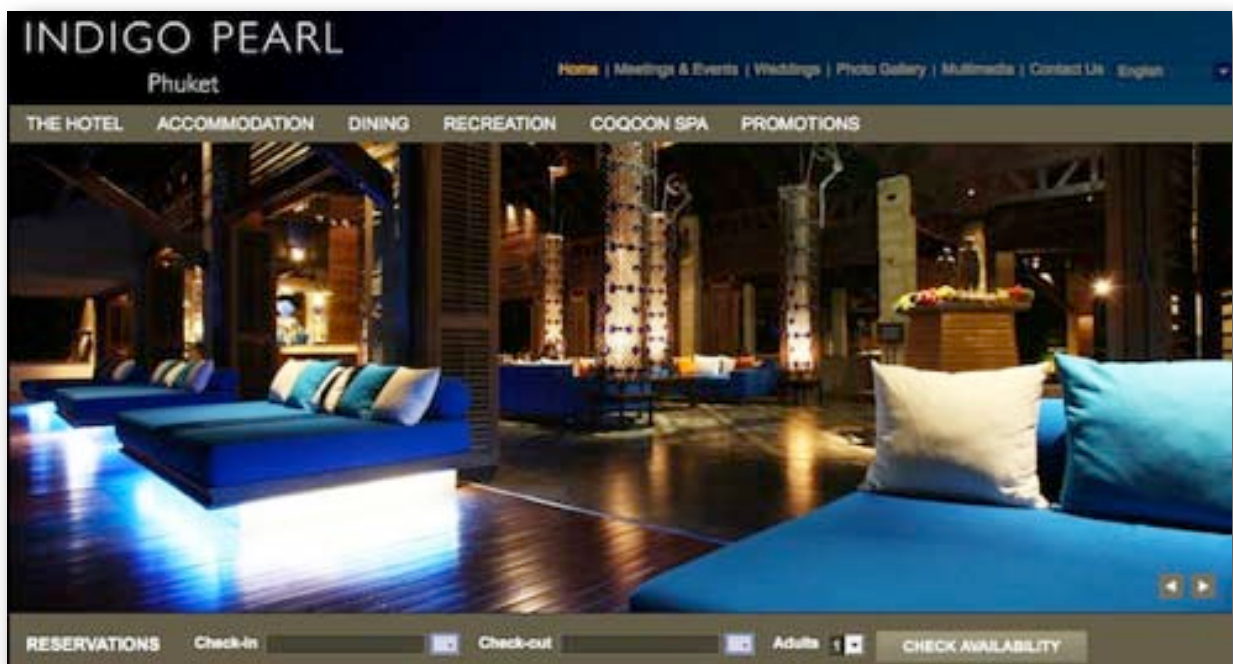 INDIGO PEARL
Phuket
Home | Meetings & Events | Weddings | Photo Gallery | Multimedia | Contact Us English
THE HOTEL ACCOMMODATION DINING RECREATION COQOON SPA PROMOTIONS
RESERVATIONS Check-in Check-out Adults 1 CHECK AVAILABILITY